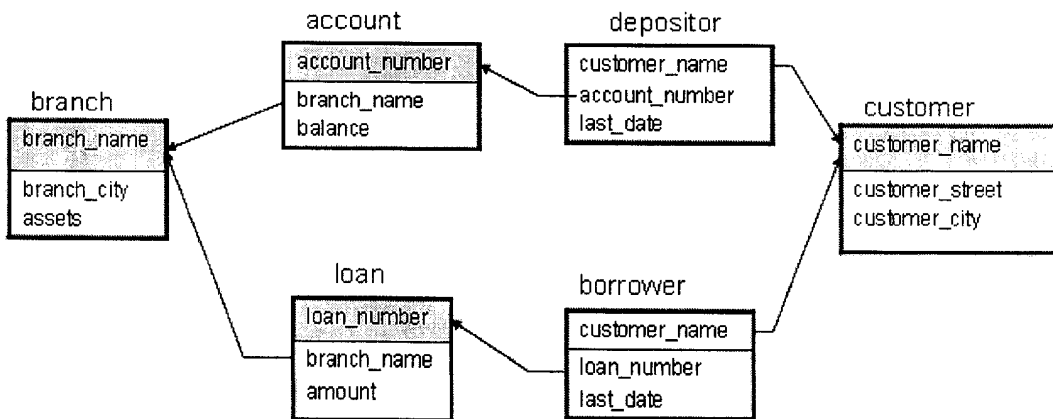 account
account_number
branch_name
balance
depositor
customer_name
account_number
last_date
branch
branch_name
branch_city
assets
customer
customer_name
customer_street
customer_city
loan
loan_number
branch_name
amount
borrower
customer_name
loan_number
last_date